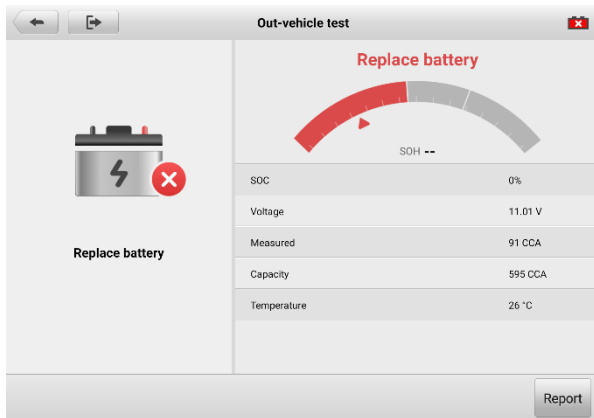 Out-vehicle test
Replace battery
SOH --
Replace battery
SOC 0%
Voltage 11.01 V
Measured 91 CCA
Capacity 595 CCA
Temperature 26 °C
Report